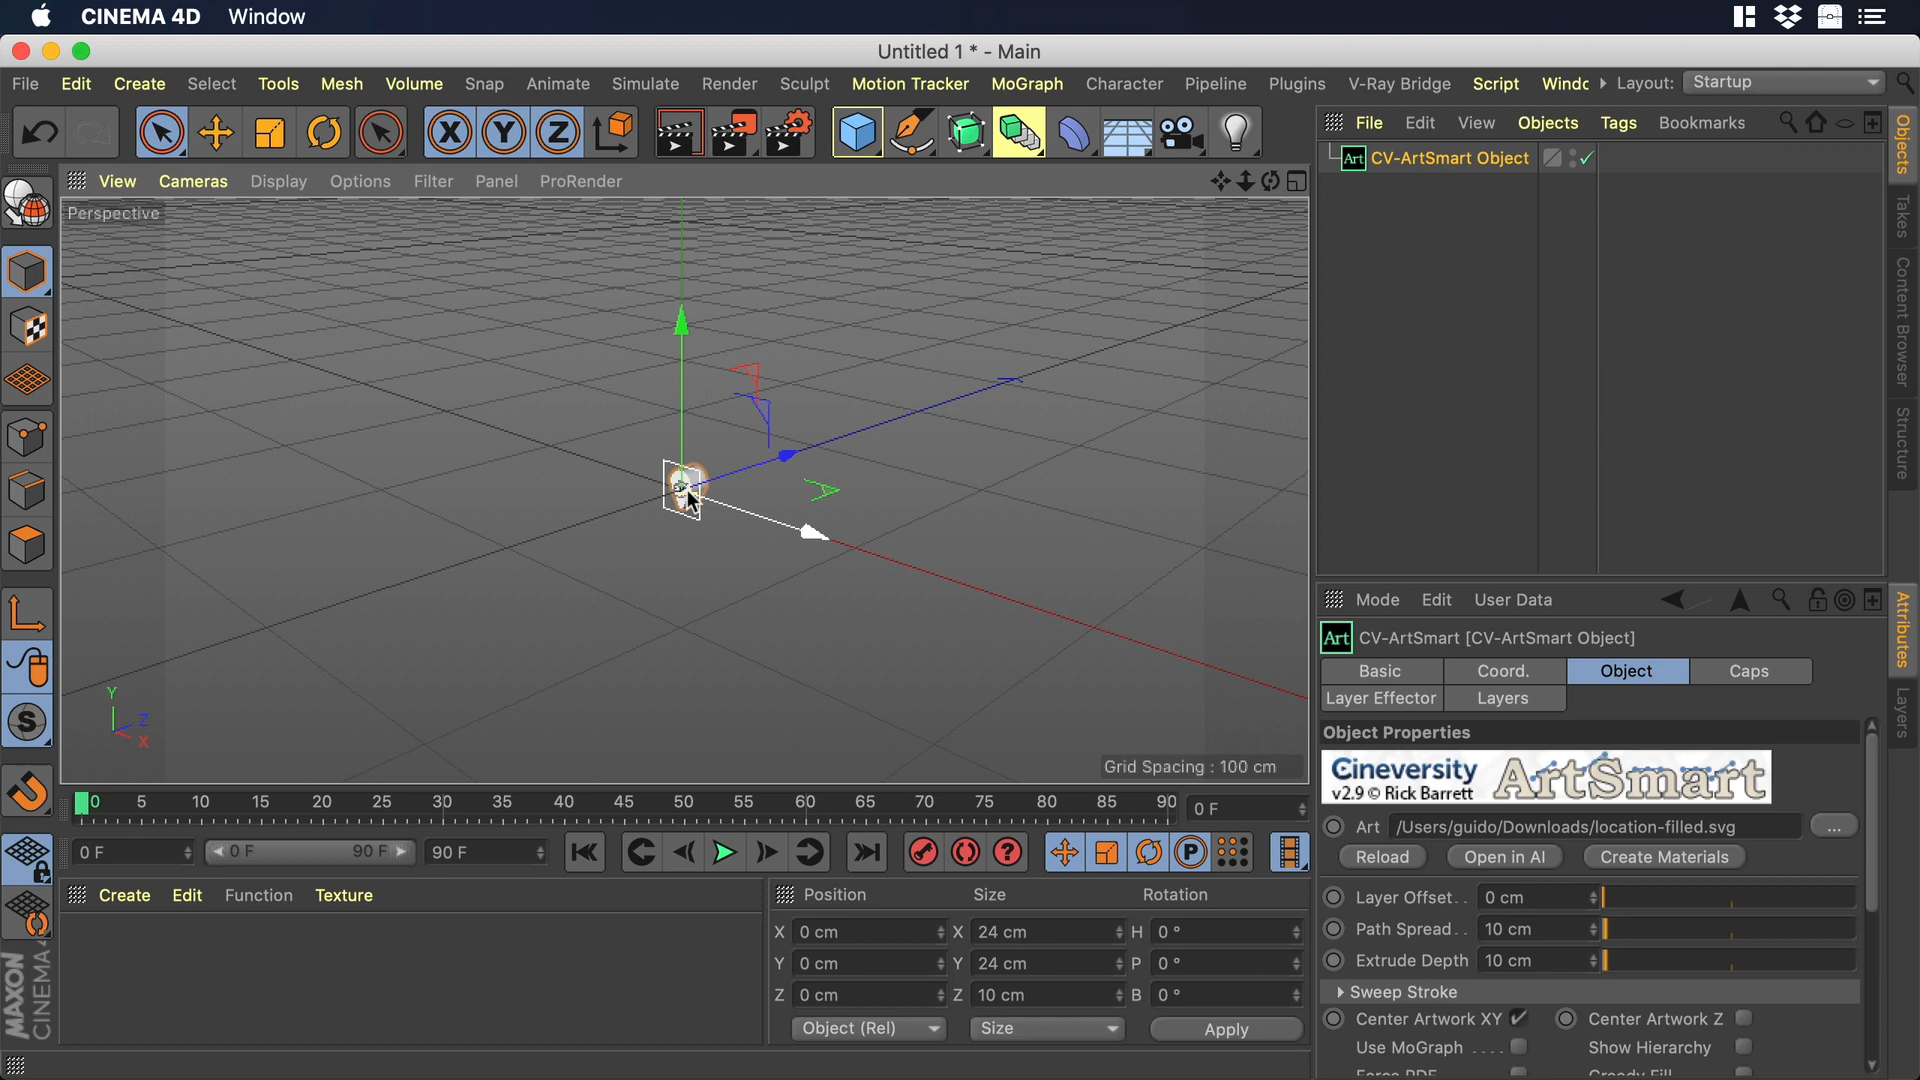 CINEMA 4D Window
Untitled 1 * - Main
File Edit Create Select Tools Mesh Volume Snap Animate Simulate Render Sculpt Motion Tracker MoGraph Character Pipeline Plugins V-Ray Bridge Script Windc Layout: Startup
X Y Z
File Edit View Objects Tags Bookmarks
Art CV-ArtSmart Object
View Cameras Display Options Filter Panel ProRender
Perspective
Y
Z
X
Grid Spacing : 100 cm
Objects
Takes
Content Browser
Structure
Attributes
Layers
Mode Edit User Data
Art CV-ArtSmart [CV-ArtSmart Object]
Basic Coord. Object Caps
Layer Effector Layers
Object Properties
Cineversity ArtSmart
v2.9 © Rick Barrett
Art /Users/guido/Downloads/location-filled.svg ...
Reload Open in AI Create Materials
Layer Offset. . 0 cm
Path Spread. . 10 cm
Extrude Depth 10 cm
Sweep Stroke
Center Artwork XY Center Artwork Z
Use MoGraph . . . . Show Hierarchy
0 5 10 15 20 25 30 35 40 45 50 55 60 65 70 75 80 85 90 0 F
0 F 0 F 90 F 90 F
P
S
Create Edit Function Texture
Position Size Rotation
X 0 cm X 24 cm H 0 °
Y 0 cm Y 24 cm P 0 °
Z 0 cm Z 10 cm B 0 °
Object (Rel) Size Apply
MAXON
CINEMA 4